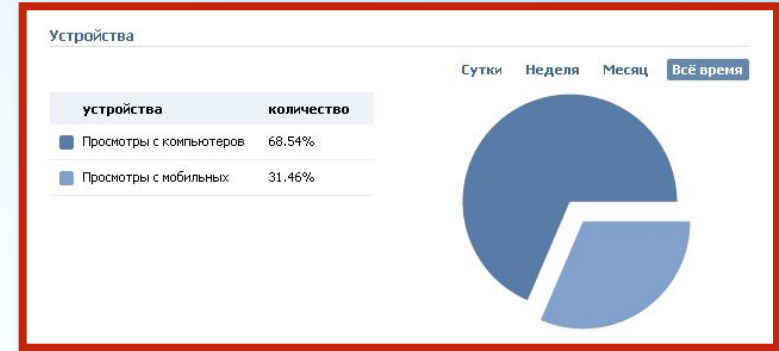 Устройства
Сутки Неделя Месяц Всё время
устройства количество
Просмотры с компьютеров 68.54%
Просмотры с мобильных 31.46%